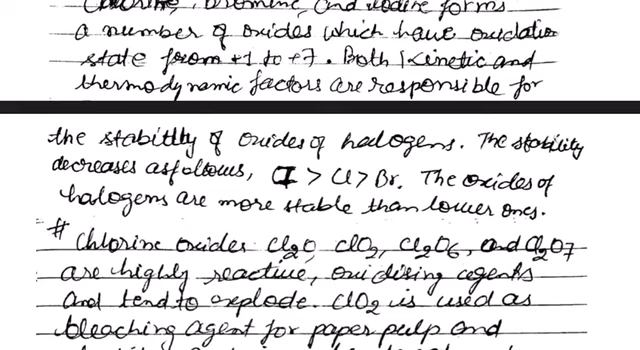 Chlorine, Bromine, and Iodine forms
a number of oxides which have oxidation
state from +1 to +7. Both Kinetic and
thermodynamic factors are responsible for
the stability of oxides of halogens. The stability
decreases asfollows, I > Cl > Br. The oxides of
halogens are more stable than lower ones.
# Chlorine oxides Cl2O, ClO2, Cl2O6, and Cl2O7
are highly reactive, oxidising agents
and tend to explode. ClO2 is used as
bleaching agent for paper pulp and